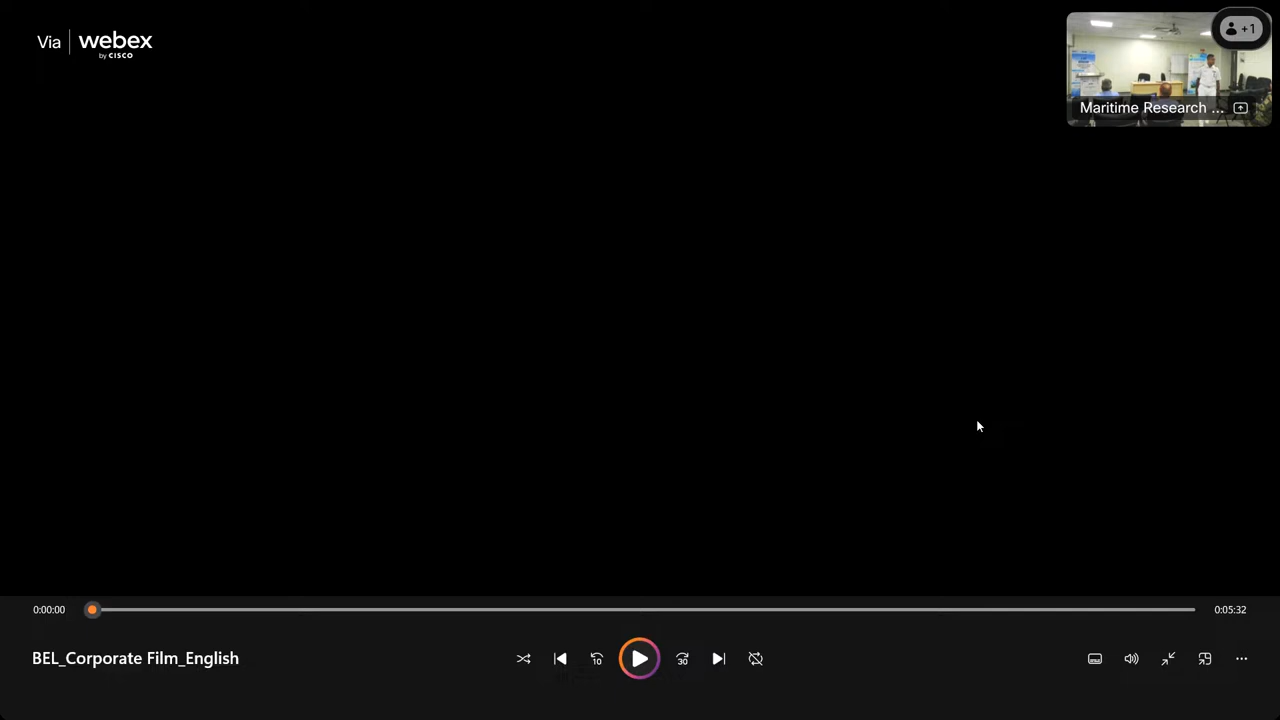 Via webex
by CISCO
+1
Maritime Research ...
0:00:00
0:05:32
BEL_Corporate Film_English
10
30